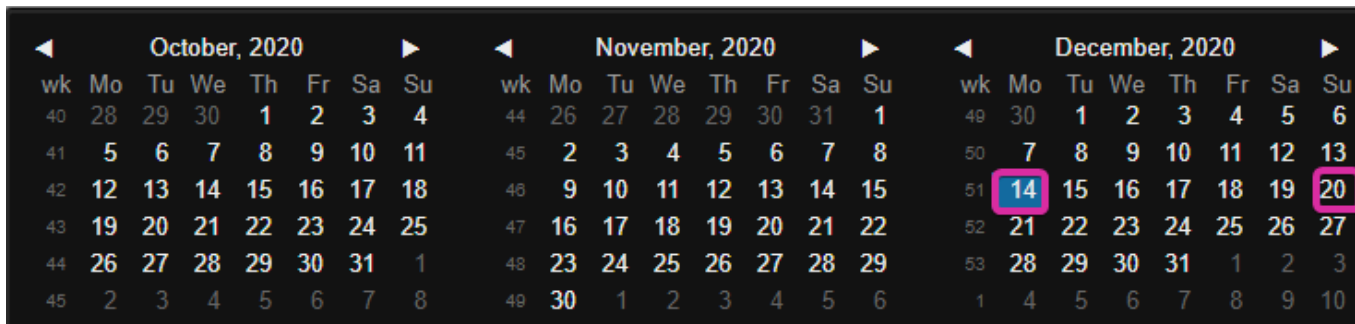 ◄ October, 2020 ►
wk Mo Tu We Th Fr Sa Su
40 28 29 30 1 2 3 4
41 5 6 7 8 9 10 11
42 12 13 14 15 16 17 18
43 19 20 21 22 23 24 25
44 26 27 28 29 30 31 1
45 2 3 4 5 6 7 8
◄ November, 2020 ►
wk Mo Tu We Th Fr Sa Su
44 26 27 28 29 30 31 1
45 2 3 4 5 6 7 8
46 9 10 11 12 13 14 15
47 16 17 18 19 20 21 22
48 23 24 25 26 27 28 29
49 30 1 2 3 4 5 6
◄ December, 2020 ►
wk Mo Tu We Th Fr Sa Su
49 30 1 2 3 4 5 6
50 7 8 9 10 11 12 13
51 14 15 16 17 18 19 20
52 21 22 23 24 25 26 27
53 28 29 30 31 1 2 3
1 4 5 6 7 8 9 10